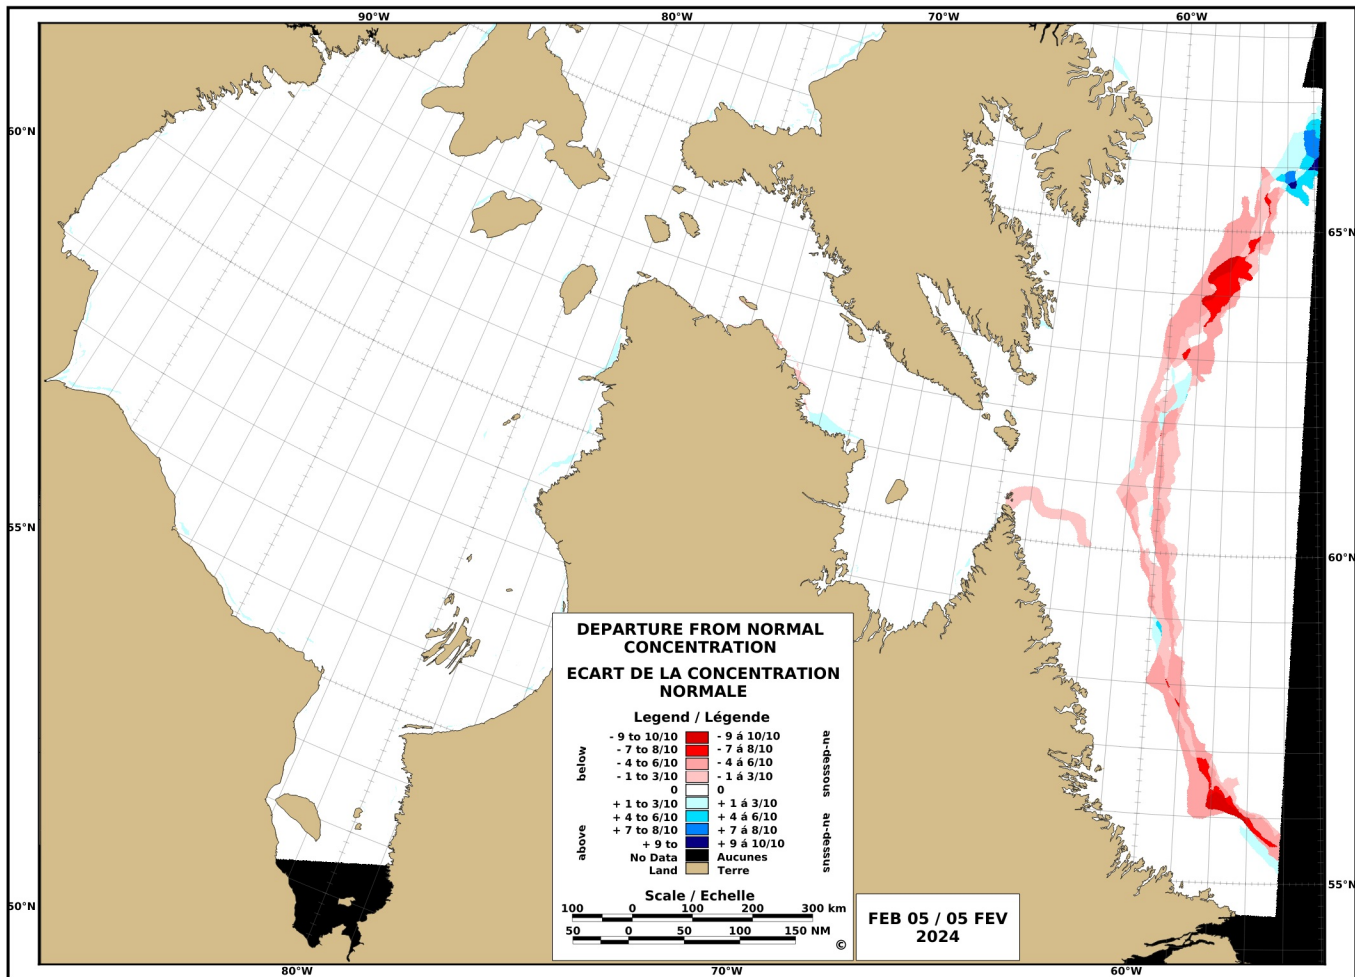 90°W 80°W 70°W 60°W
60°N
65°N
55°N
60°N
50°N
55°N
80°W 70°W 60°W
DEPARTURE FROM NORMAL
CONCENTRATION
ECART DE LA CONCENTRATION
NORMALE
Legend / Légende
below
au-dessous
- 9 to 10/10 - 9 á 10/10
- 7 to 8/10 - 7 á 8/10
- 4 to 6/10 - 4 á 6/10
- 1 to 3/10 - 1 á 3/10
0 0
above
au-dessus
+ 1 to 3/10 + 1 á 3/10
+ 4 to 6/10 + 4 á 6/10
+ 7 to 8/10 + 7 á 8/10
+ 9 to + 9 á 10/10
No Data Aucunes
Land Terre
Scale / Echelle
100 0 100 200 300 km
50 0 50 100 150 NM
©
FEB 05 / 05 FEV
2024